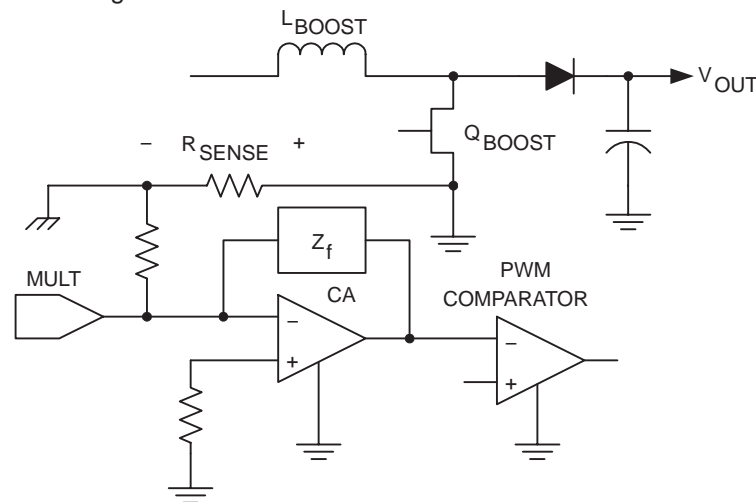 L BOOST
V OUT
– R SENSE +
Q BOOST
Z f
MULT
CA
PWM
COMPARATOR
–
+
–
+